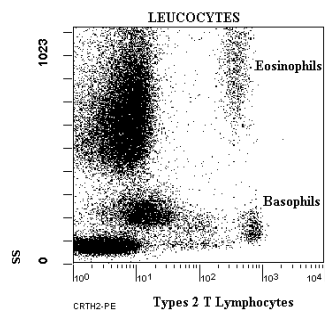 LEUCOCYTES
1023
Eosinophils
Basophils
SS
0
10⁰ 10¹ 10² 10³ 10⁴
CRTH2-PE
Types 2 T Lymphocytes